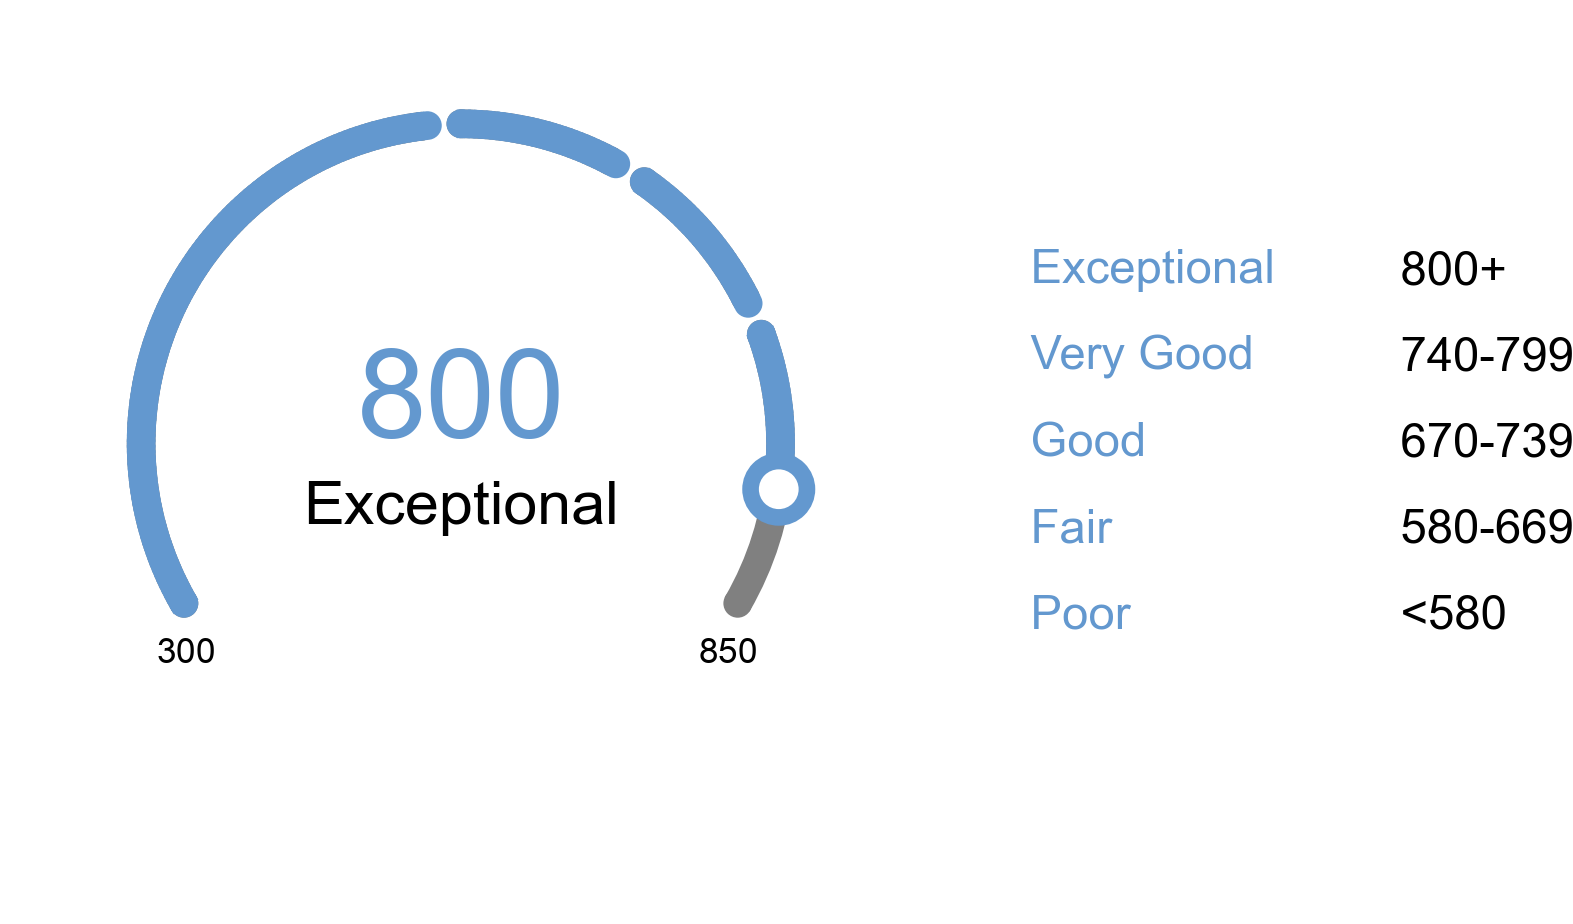 800
Exceptional
300
850
Exceptional 800+
Very Good 740-799
Good 670-739
Fair 580-669
Poor <580